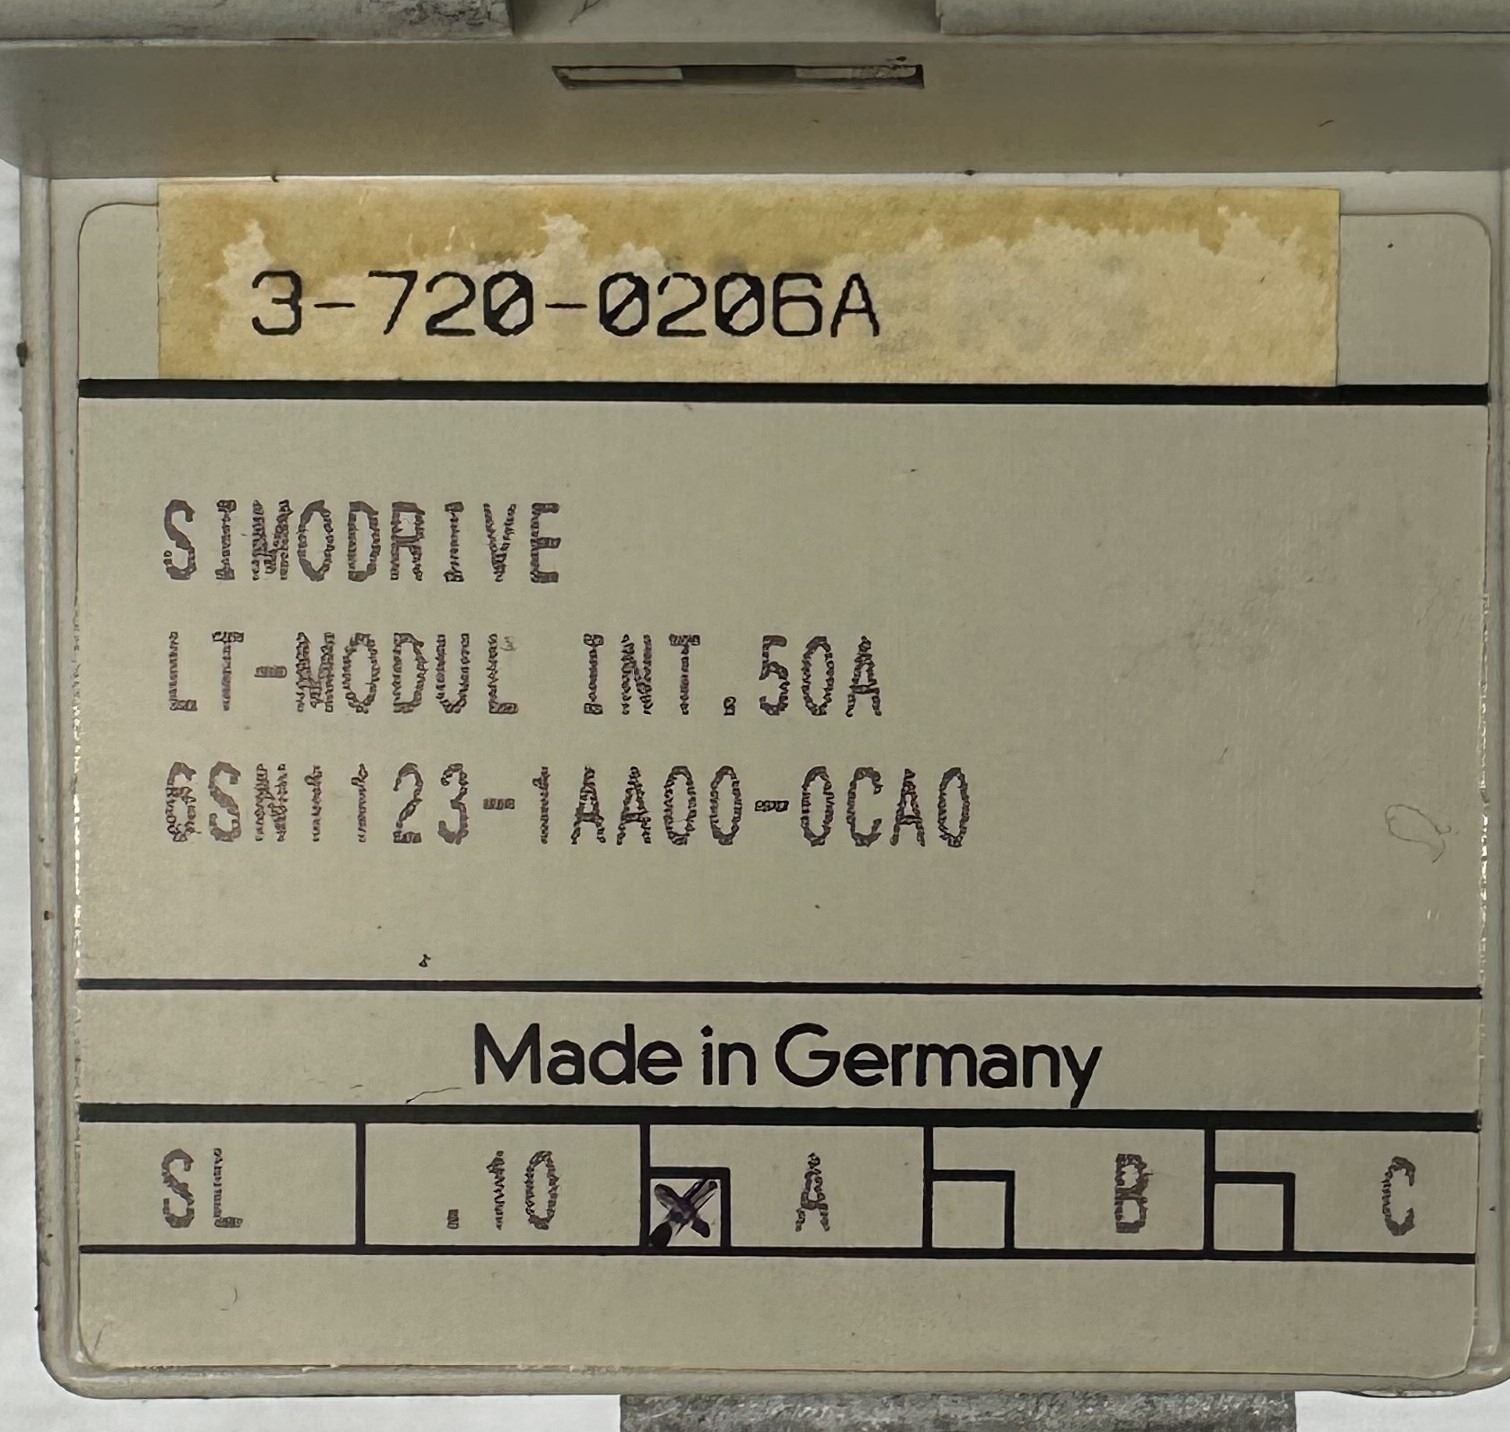 3-720-0206A
SIMODRIVE
LT-MODUL INT.50A
6SN1123-1AA00-0CA0
Made in Germany
SL .10 A B C